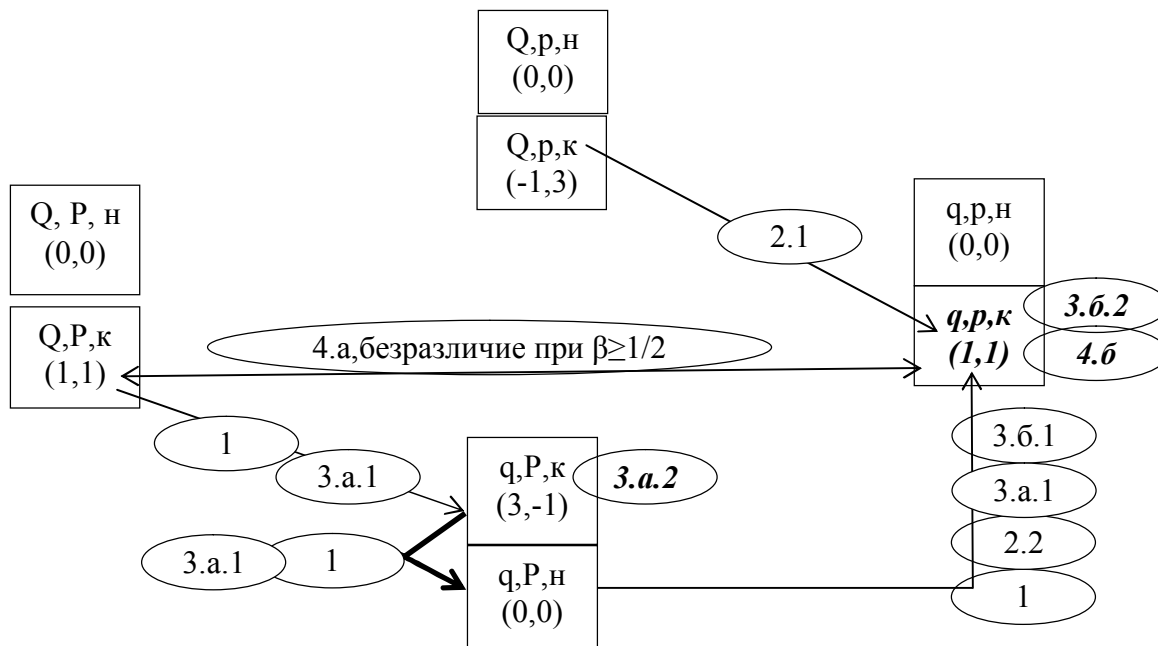 Q,p,н
(0,0)
Q,p,к
(-1,3)
Q, P, н
(0,0)
q,p,н
(0,0)
2.1
Q,P,к
(1,1)
4.а,безразличие при β≥1/2
q,p,к
(1,1)
3.б.2
4.б
1
3.а.1
q,P,к
(3,-1)
3.а.2
3.а.1
1
q,P,н
(0,0)
3.б.1
3.а.1
2.2
1